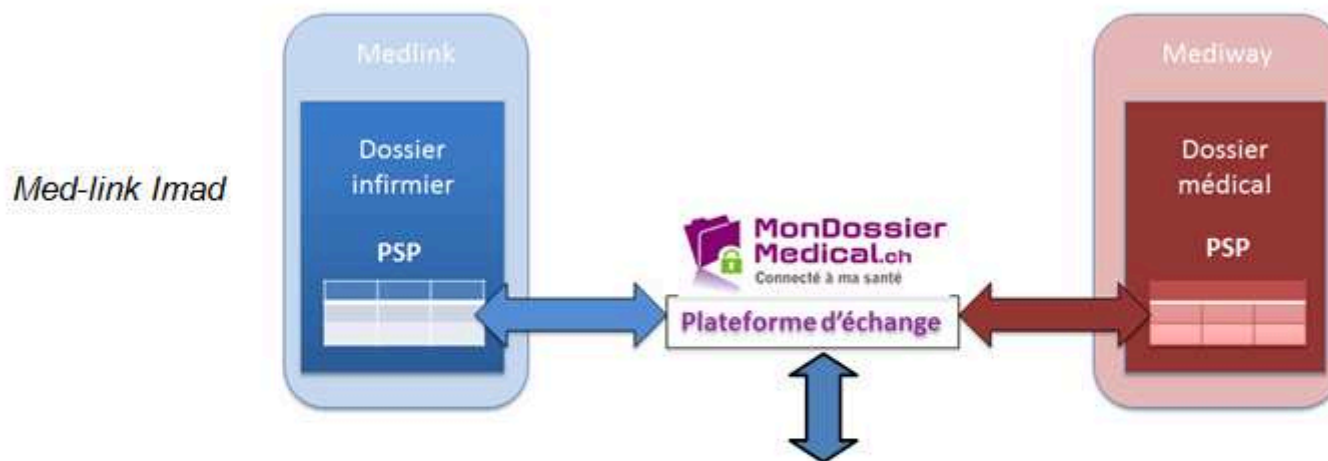 Medlink
Dossier
infirmier
PSP
Med-link Imad
MonDossier
Medical.ch
Connecté à ma santé
Plateforme d'échange
Mediway
Dossier
médical
PSP